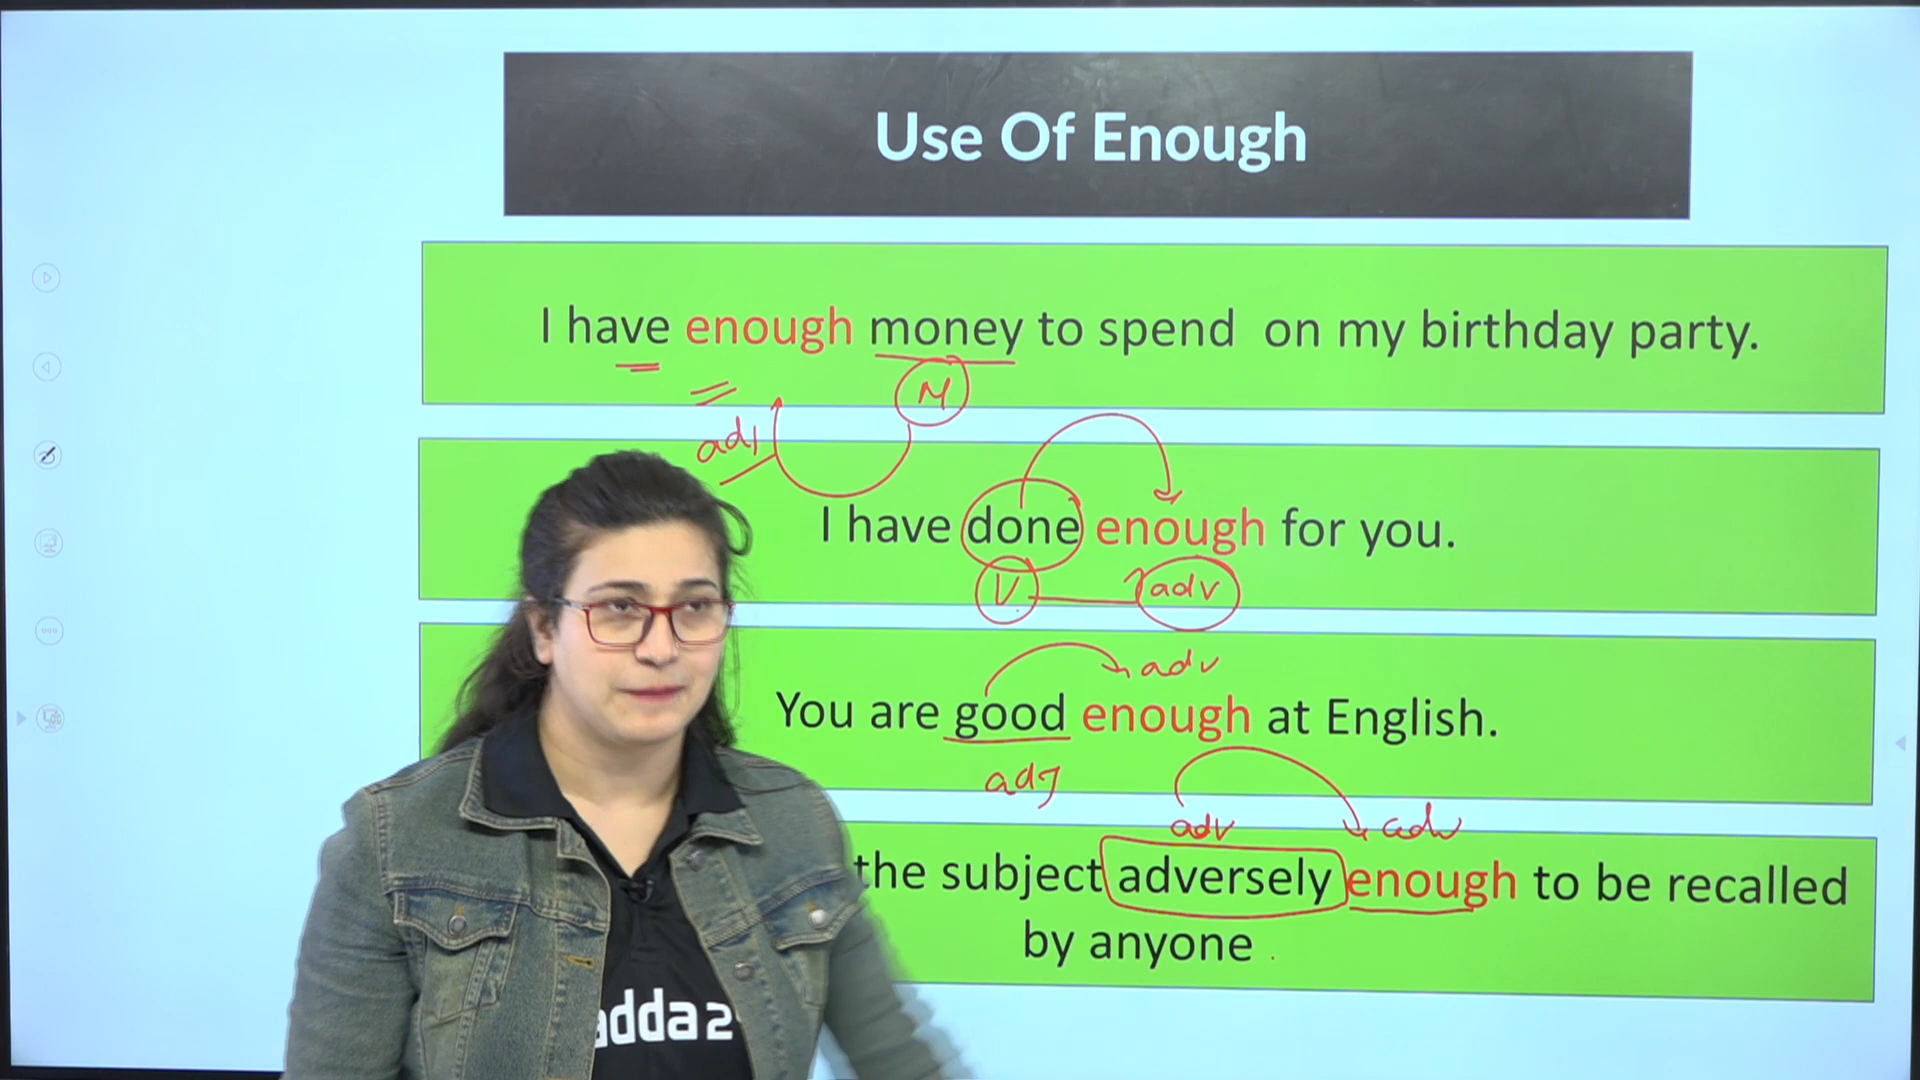 Use Of Enough
I have enough money to spend on my birthday party.
N
adj
I have done enough for you.
V adv
adv
You are good enough at English.
adj
adv adv
the subject adversely enough to be recalled
by anyone .
adda 2